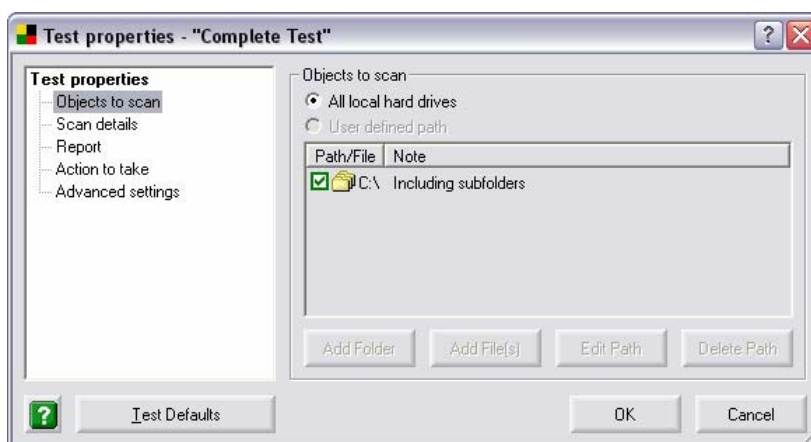 Test properties - "Complete Test"
Test properties
Objects to scan
Scan details
Report
Action to take
Advanced settings
Objects to scan
All local hard drives
User defined path
Path/File Note
C:\ Including subfolders
Add Folder Add File(s) Edit Path Delete Path
? Test Defaults OK Cancel